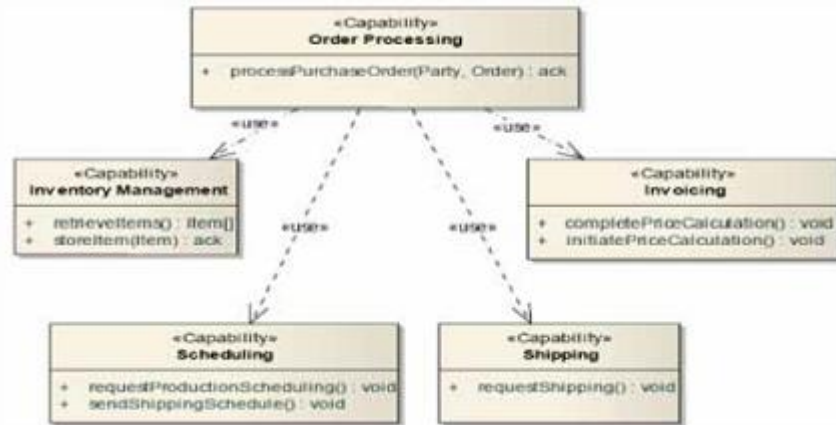 «Capability»
Order Processing
+ processPurchaseOrder(Party, Order) : ack
«use»
«use»
«Capability»
Inventory Management
+ retrieveItems() : Item[]
+ storeItem(Item) : ack
«Capability»
Invoicing
+ completePriceCalculation() : void
+ initiatePriceCalculation() : void
«use»
«use»
«Capability»
Scheduling
+ requestProductionScheduling() : void
+ sendShippingSchedule() : void
«Capability»
Shipping
+ requestShipping() : void